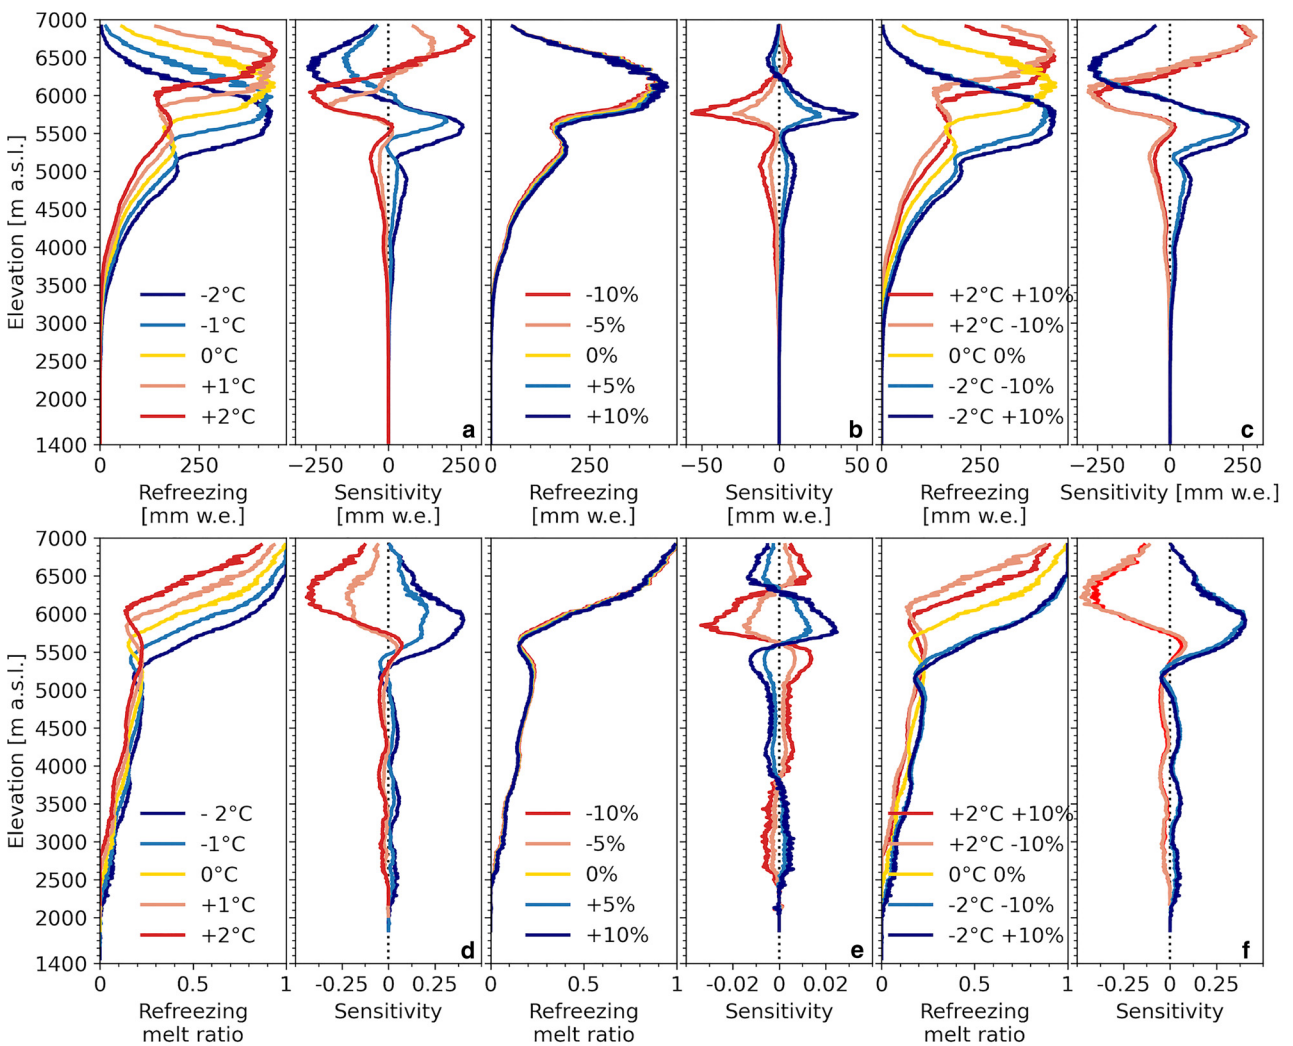 7000
6500
6000
5500
5000
4500
4000
3500
3000
2500
2000
1400
Elevation [m a.s.l.]
-2°C
-1°C
0°C
+1°C
+2°C
a
-10%
-5%
0%
+5%
+10%
b
+2°C +10%
+2°C -10%
0°C 0%
-2°C -10%
-2°C +10%
c
0 250 −250 0 250 0 250 −50 0 50 0 250 −250 0 250
Refreezing Sensitivity Refreezing Sensitivity Refreezing Sensitivity [mm w.e.]
[mm w.e.] [mm w.e.] [mm w.e.] [mm w.e.] [mm w.e.]
7000
6500
6000
5500
5000
4500
4000
3500
3000
2500
2000
1400
Elevation [m a.s.l.]
- 2°C
-1°C
0°C
+1°C
+2°C
d
-10%
-5%
0%
+5%
+10%
e
+2°C +10%
+2°C -10%
0°C 0%
-2°C -10%
-2°C +10%
f
0 0.5 1 -0.25 0 0.25 0 0.5 1 -0.02 0 0.02 0 0.5 1 -0.25 0 0.25
Refreezing Sensitivity Refreezing Sensitivity Refreezing Sensitivity
melt ratio melt ratio melt ratio